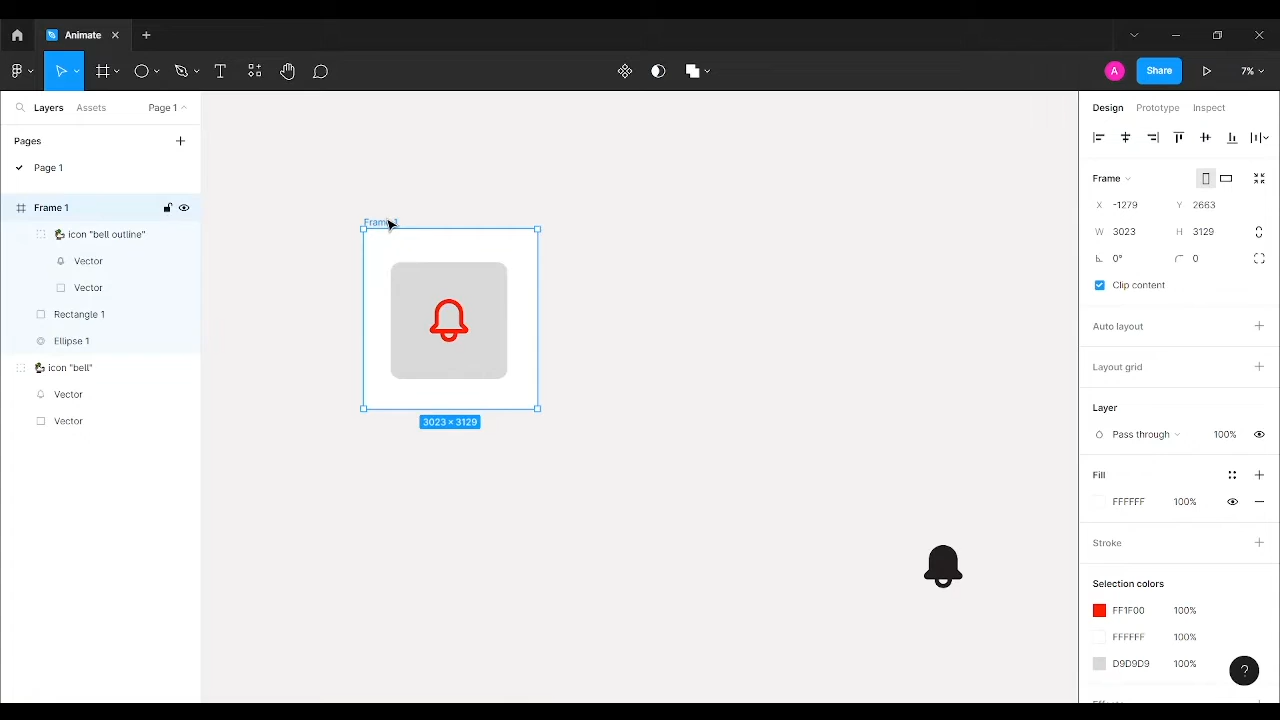 Animate
Share
7%
Layers Assets Page 1
Pages
Page 1
Frame 1
icon "bell outline"
Vector
Vector
Rectangle 1
Ellipse 1
icon "bell"
Vector
Vector
Frame 1
3023 × 3129
Design Prototype Inspect
Frame
X -1279 Y 2663
W 3023 H 3129
0° 0
Clip content
Auto layout
Layout grid
Layer
Pass through 100%
Fill
FFFFFF 100%
Stroke
Selection colors
FF1F00 100%
FFFFFF 100%
D9D9D9 100%
A
?